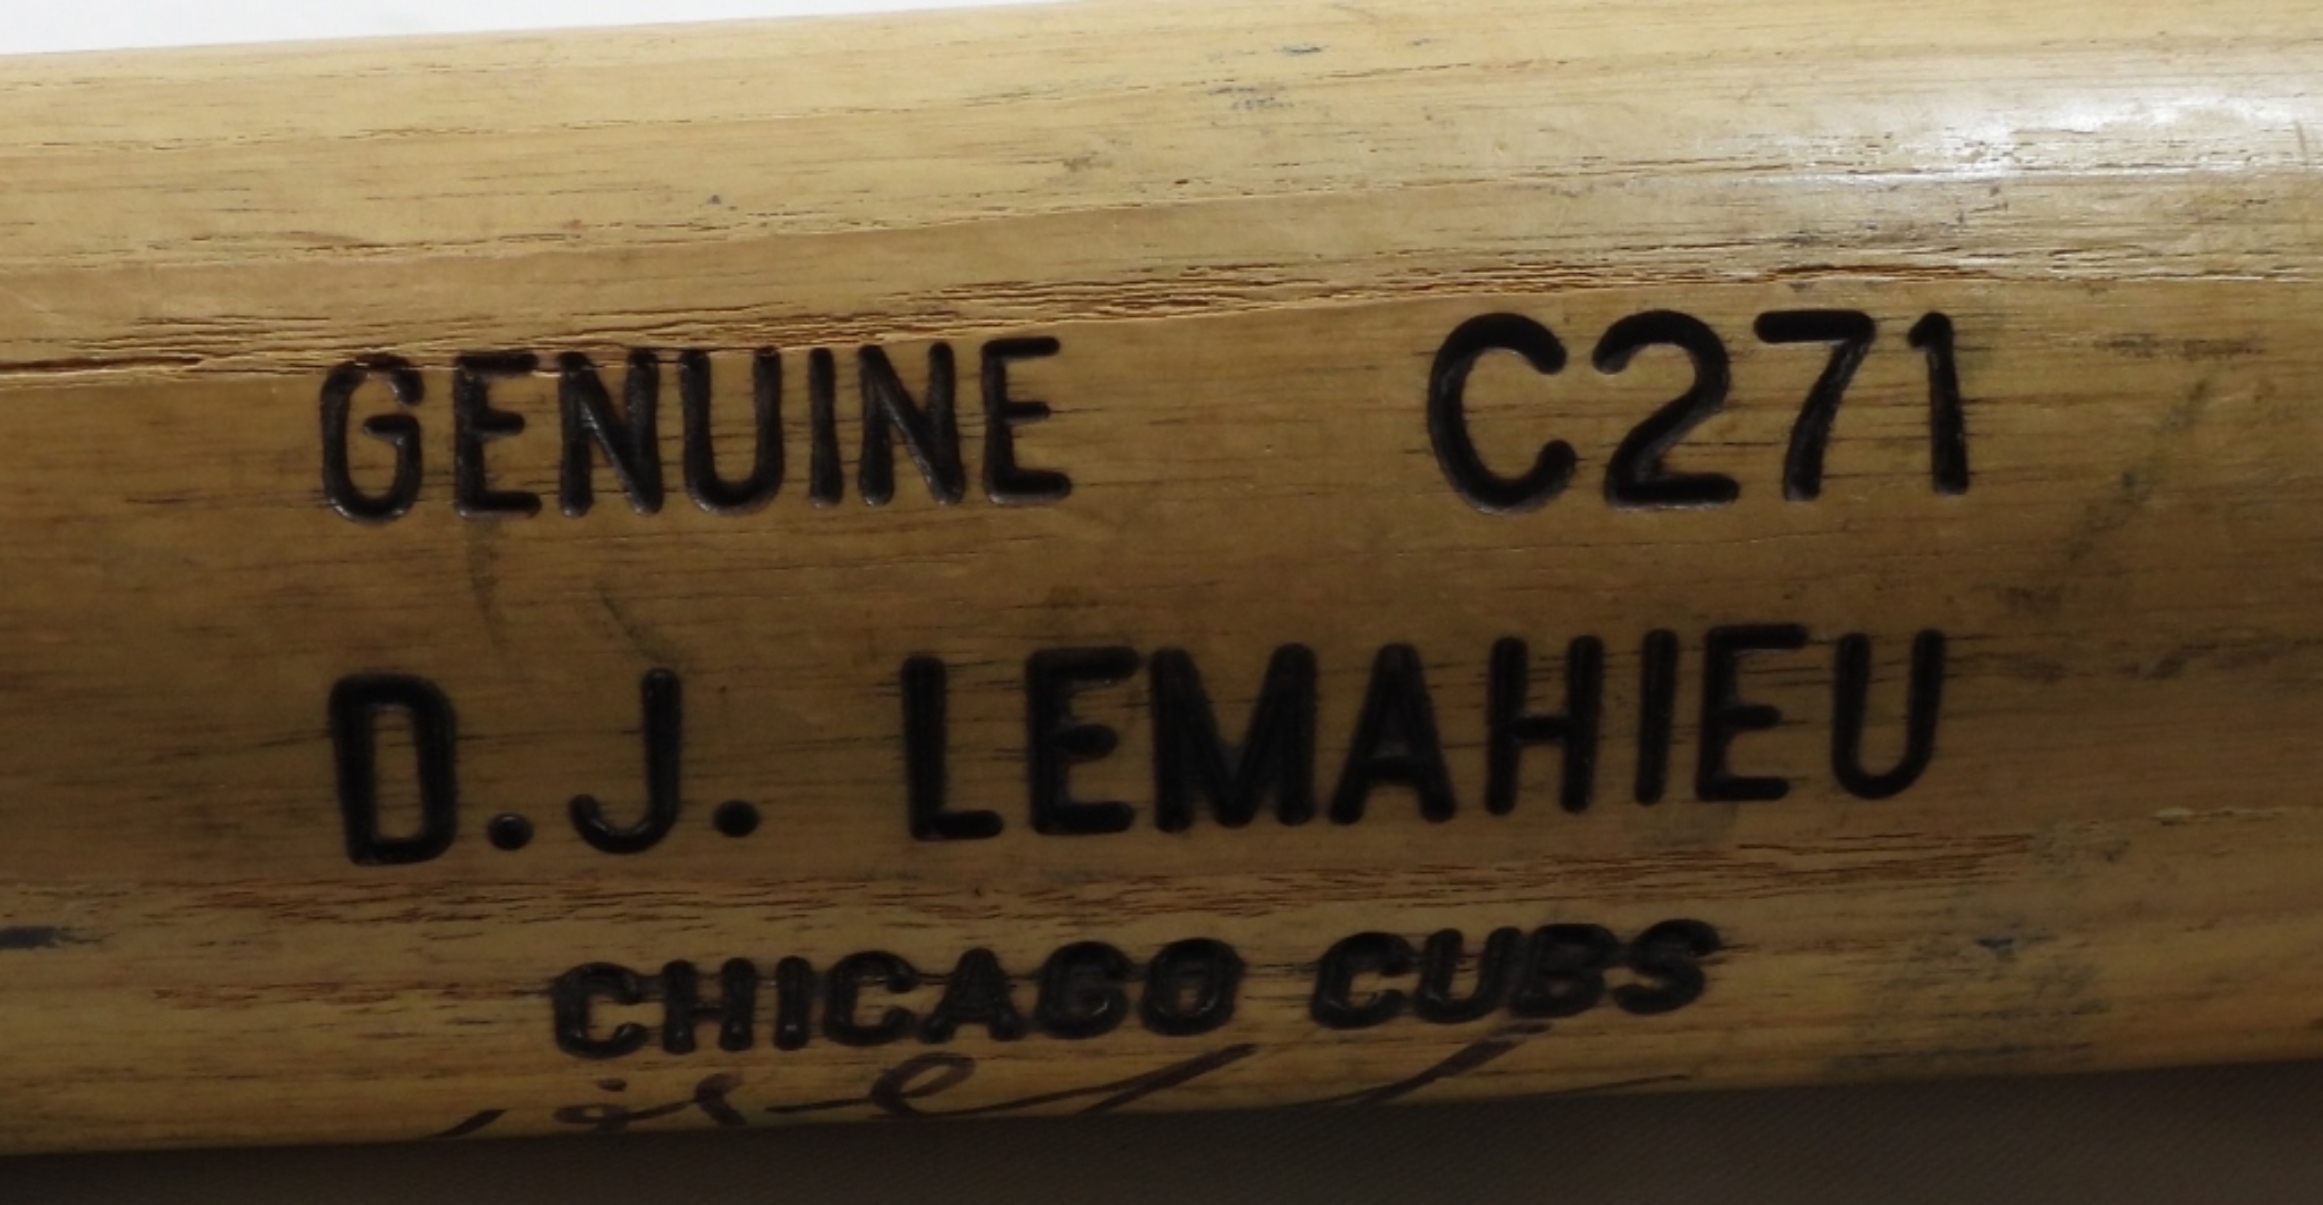 GENUINE C271
D.J. LEMAHIEU
CHICAGO CUBS